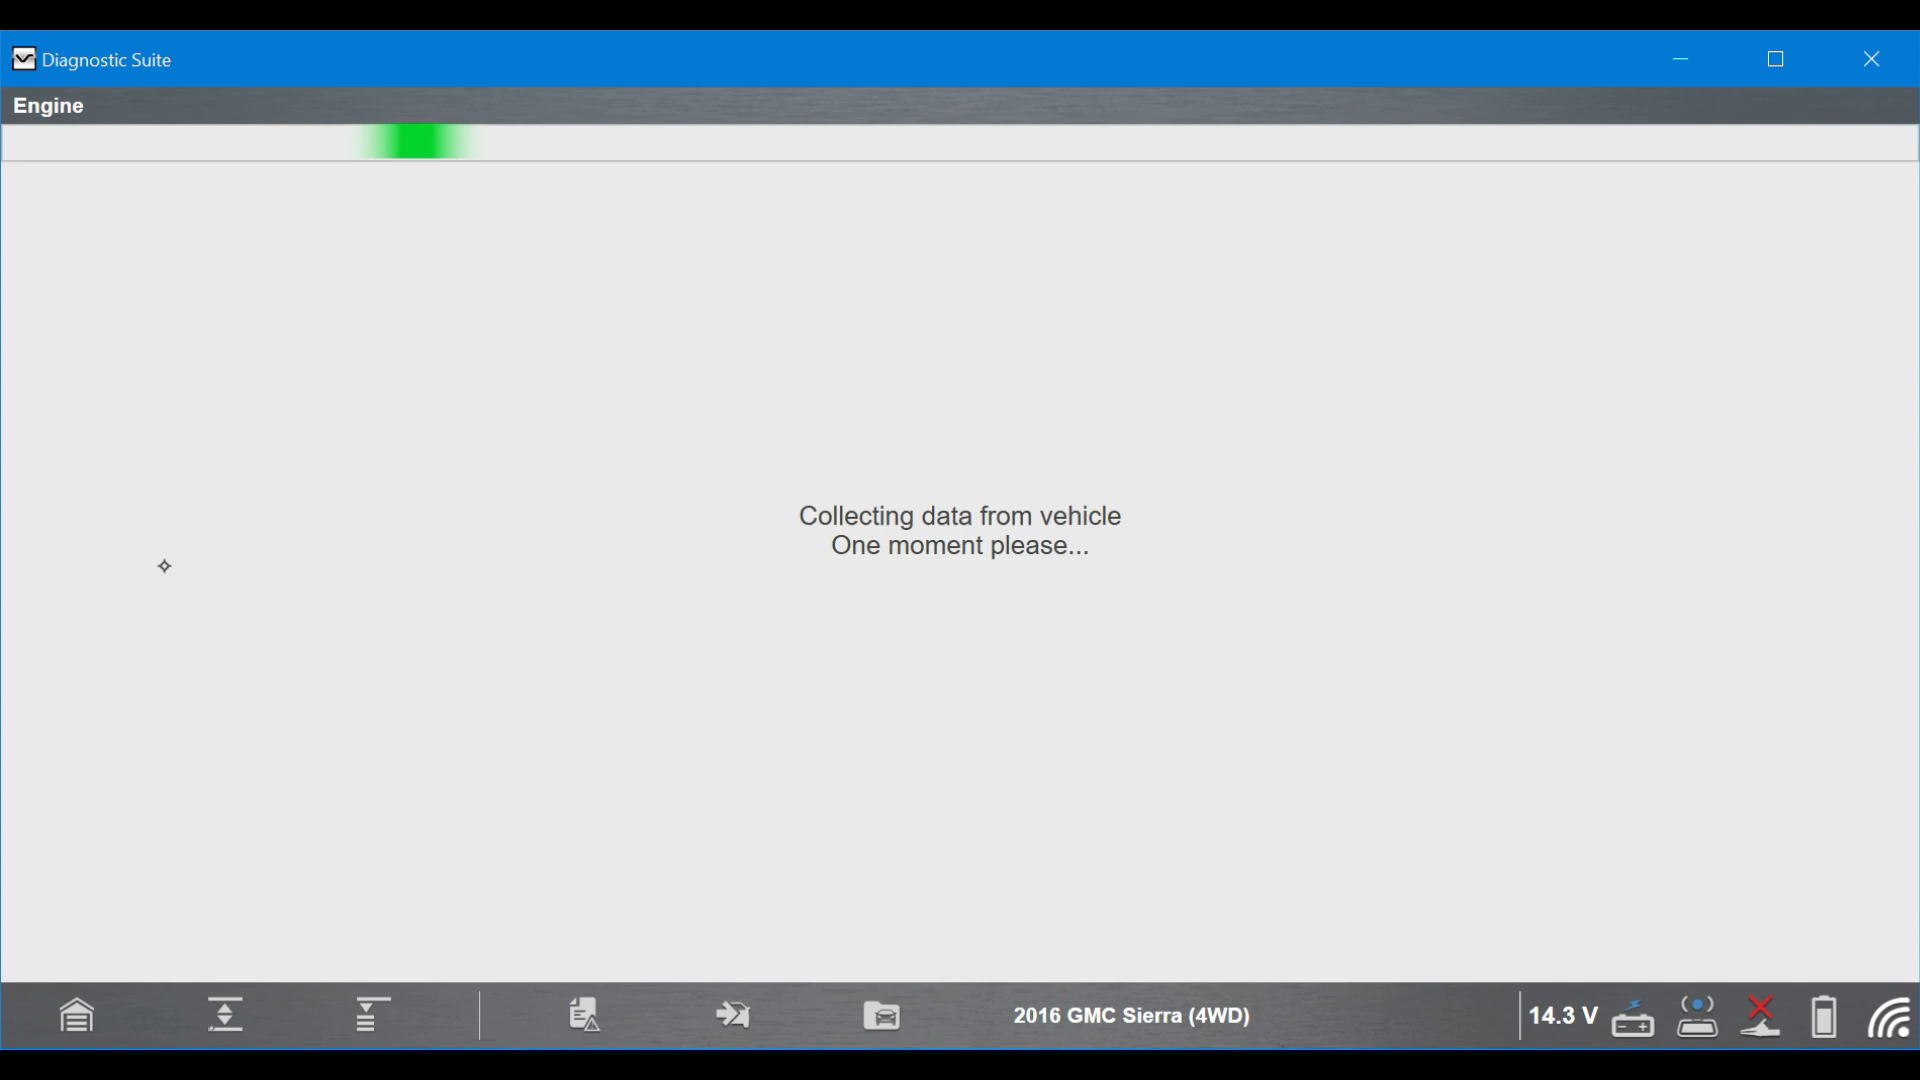 Diagnostic Suite
Engine
Collecting data from vehicle
One moment please...
2016 GMC Sierra (4WD)
14.3 V